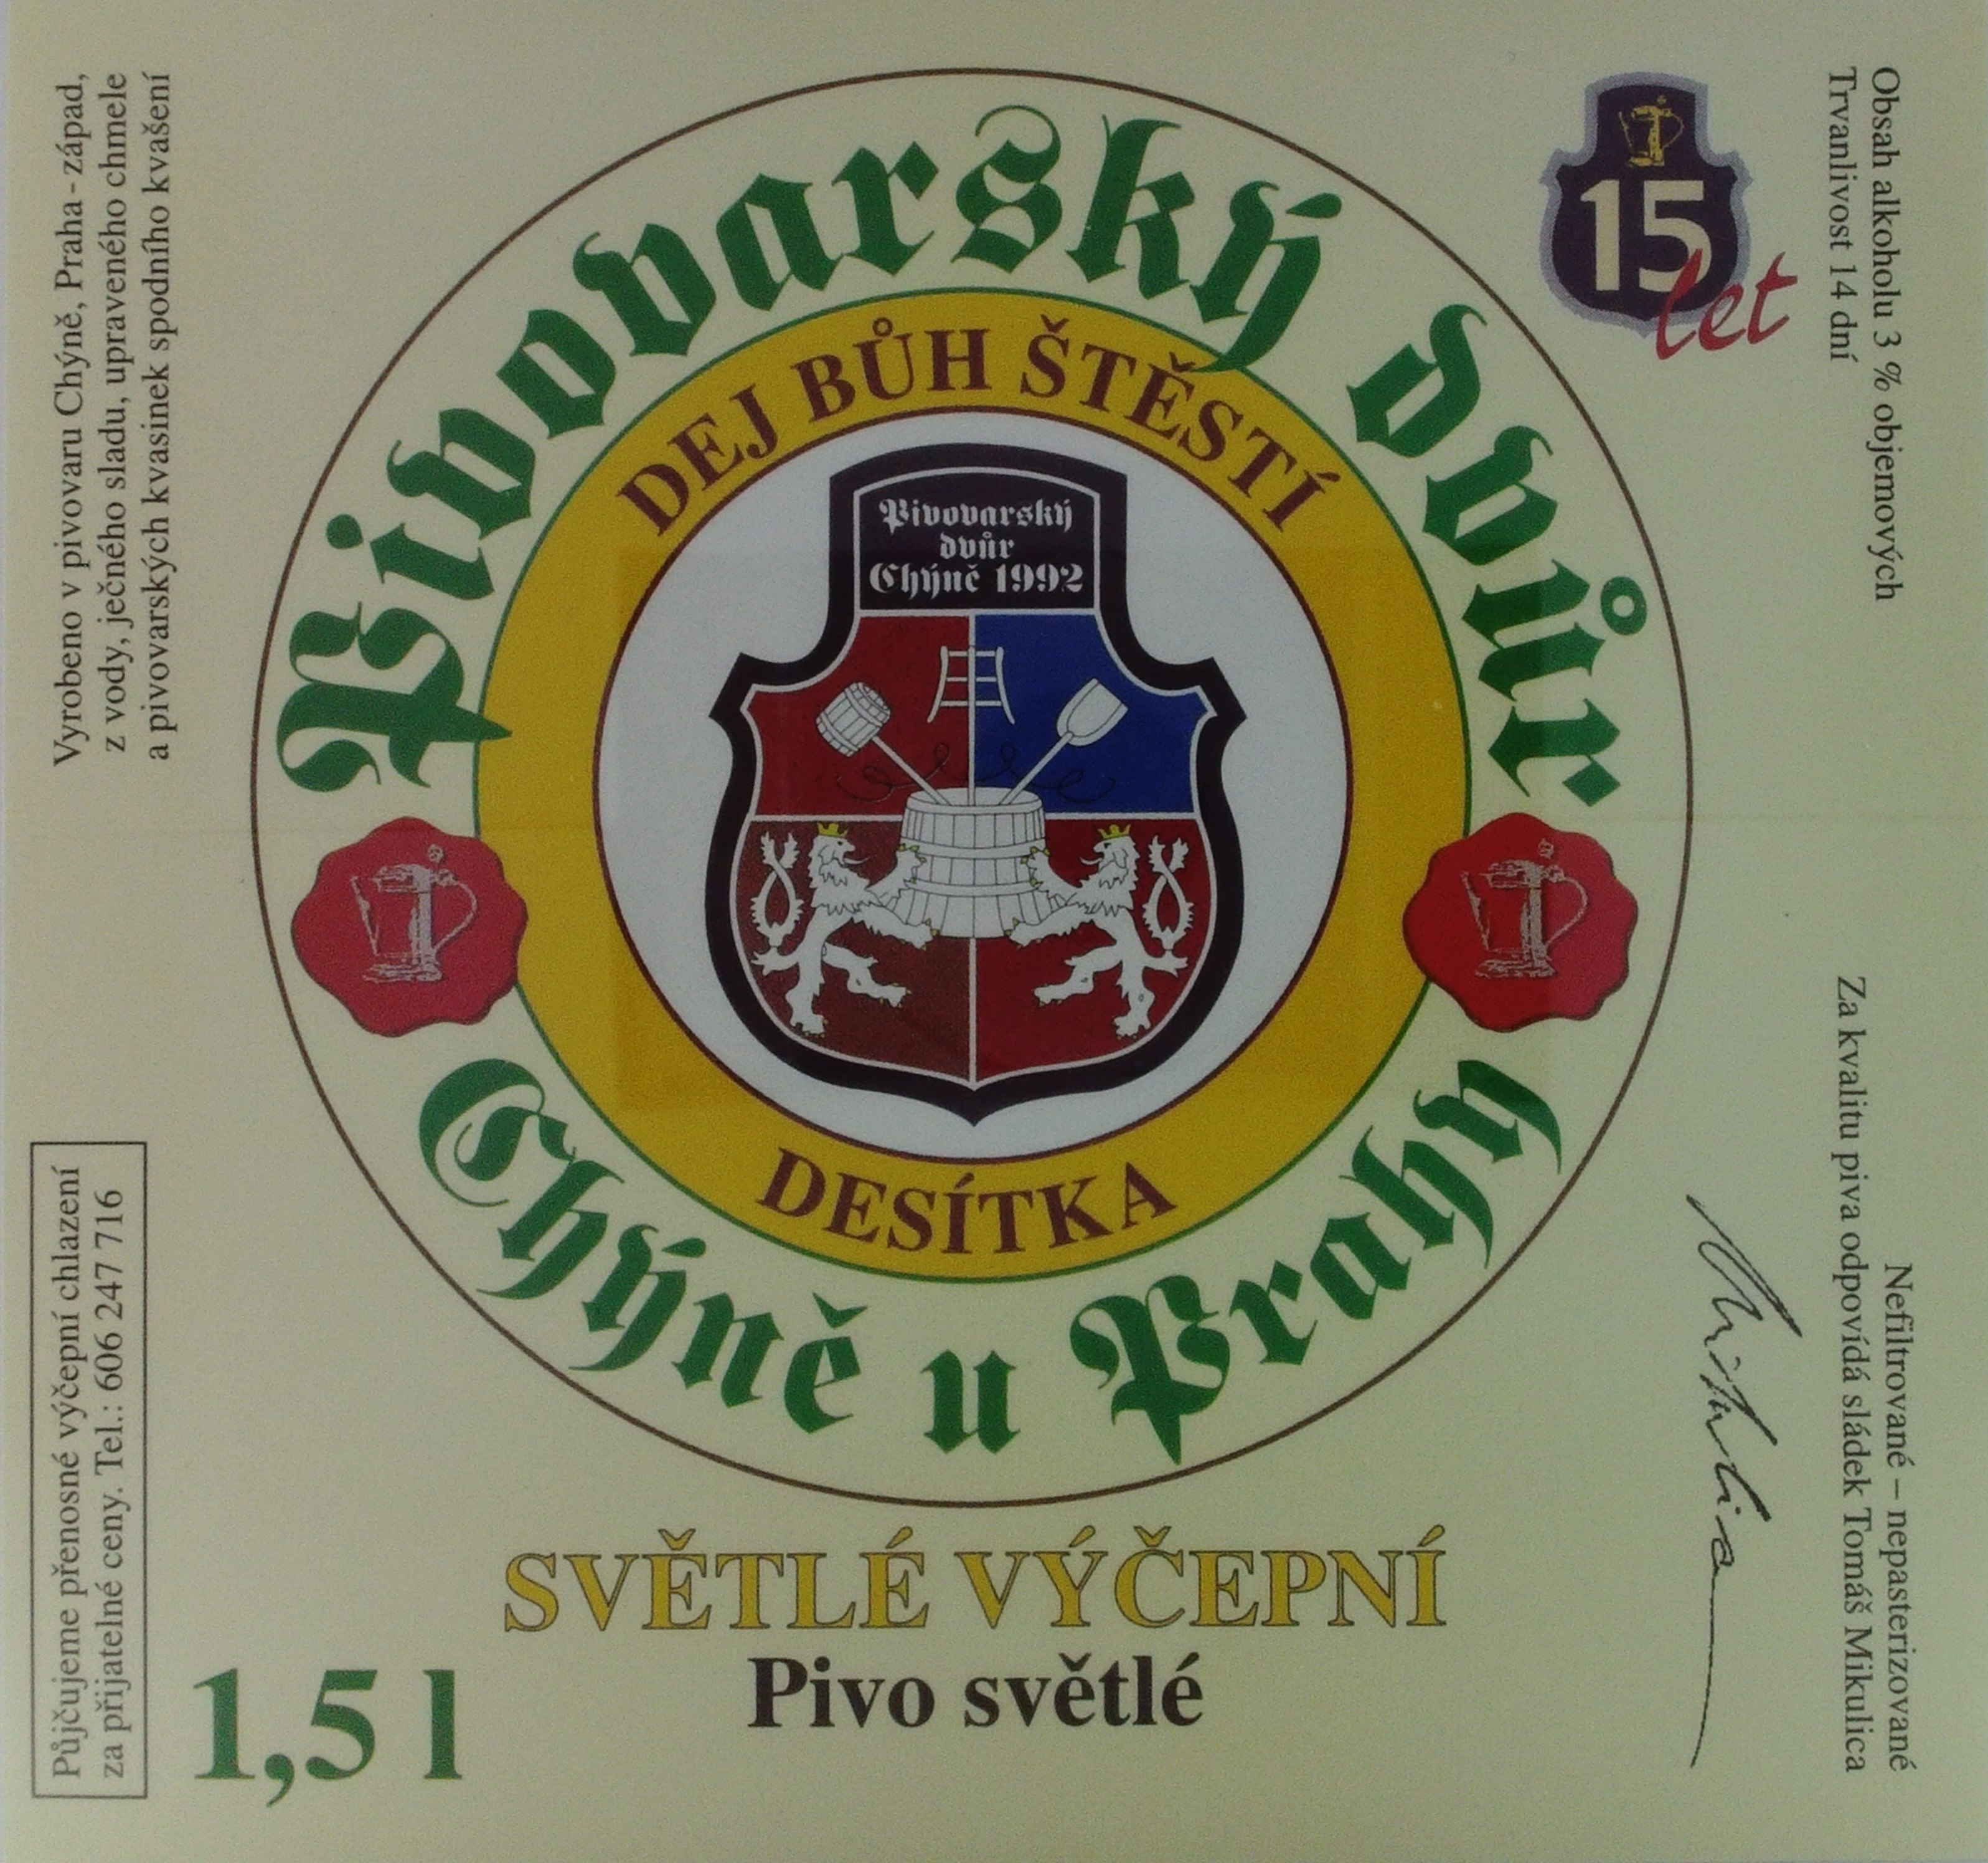 Vyrobeno v pivovaru Chýně, Praha - západ,
z vody, ječného sladu, upraveného chmele
a pivovarských kvasinek spodního kvašení
Půjčujeme přenosné výčepní chlazení
za přijatelné ceny. Tel.: 606 247 716
Pivovarský dvůr
DEJ BŮH ŠTĚSTÍ
Pivovarský
dvůr
Chýně 1992
DESÍTKA
Chýně u Prahy
SVĚTLÉ VÝČEPNÍ
Pivo světlé
1,5 l
15
let
Obsah alkoholu 3 % objemových
Trvanlivost 14 dní
Nefiltrované – nepasterizované
Za kvalitu piva odpovídá sládek Tomáš Mikulica
Mikulica